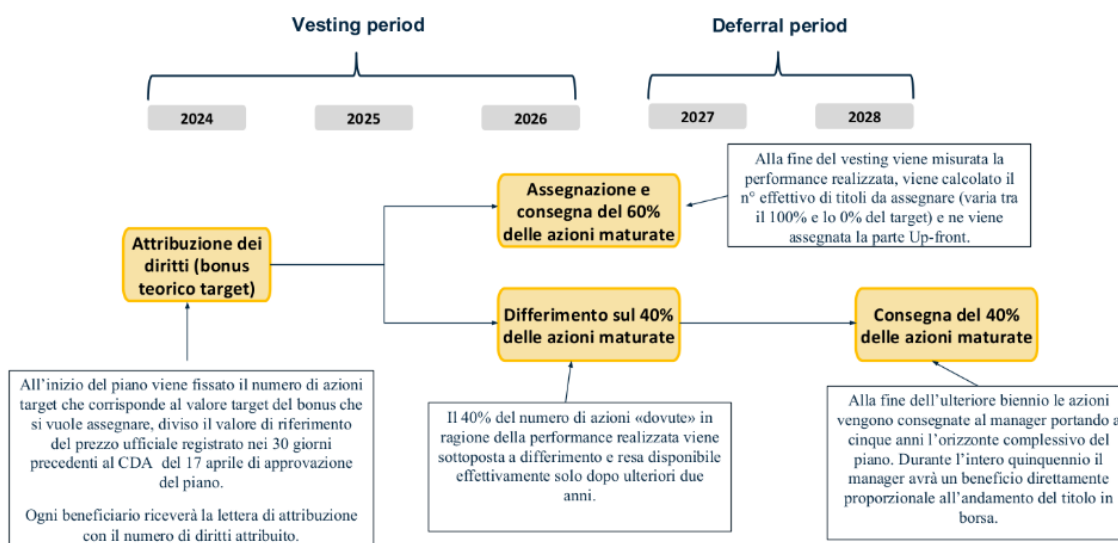 Vesting period
Deferral period
2024
2025
2026
2027
2028
Alla fine del vesting viene misurata la
performance realizzata, viene calcolato il
n° effettivo di titoli da assegnare (varia tra
il 100% e lo 0% del target) e ne viene
assegnata la parte Up-front.
Assegnazione e
consegna del 60%
delle azioni maturate
Attribuzione dei
diritti (bonus
teorico target)
Differimento sul 40%
delle azioni maturate
Consegna del 40%
delle azioni maturate
All'inizio del piano viene fissato il numero di azioni
target che corrisponde al valore target del bonus che
si vuole assegnare, diviso il valore di riferimento
del prezzo ufficiale registrato nei 30 giorni
precedenti al CDA del 17 aprile di approvazione
del piano.
Ogni beneficiario riceverà la lettera di attribuzione
con il numero di diritti attribuito.
Il 40% del numero di azioni «dovute» in
ragione della performance realizzata viene
sottoposta a differimento e resa disponibile
effettivamente solo dopo ulteriori due
anni.
Alla fine dell'ulteriore biennio le azioni
vengono consegnate al manager portando a
cinque anni l'orizzonte complessivo del
piano. Durante l'intero quinquennio il
manager avrà un beneficio direttamente
proporzionale all'andamento del titolo in
borsa.